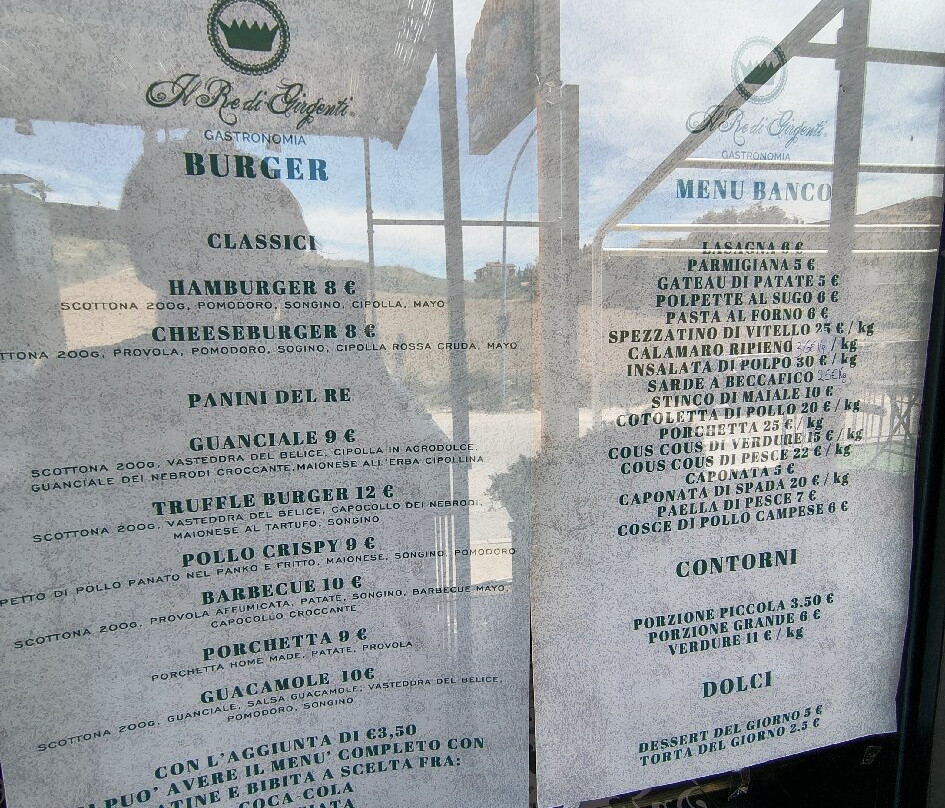 Il Re di Girgenti
GASTRONOMIA
BURGER
CLASSICI
HAMBURGER 8 €
SCOTTONA 200G, POMODORO, SONGINO, CIPOLLA, MAYO
CHEESEBURGER 8 €
TTONA 200G, PROVOLA, POMODORO, SOGINO, CIPOLLA ROSSA CRUDA, MAYO
PANINI DEL RE
GUANCIALE 9 €
SCOTTONA 200G, VASTEDDRA DEL BELICE, CIPOLLA IN AGRODULCE,
GUANCIALE DEI NEBRODI CROCCANTE,MAIONESE ALL'ERBA CIPOLLINA
TRUFFLE BURGER 12 €
SCOTTONA 200G, VASTEDDRA DEL BELICE, CAPOCOLLO DEI NEBRODI,
MAIONESE AL TARTUFO, SONGINO
POLLO CRISPY 9 €
PETTO DI POLLO PANATO NEL PANKO E FRITTO, MAIONESE, SONGINO, POMODORO
BARBECUE 10 €
SCOTTONA 200G, PROVOLA AFFUMICATA, PATATE, SONGINO, BARBECUE MAYO,
CAPOCOLLO CROCCANTE
PORCHETTA 9 €
PORCHETTA HOME MADE, PATATE, PROVOLA
GUACAMOLE 10€
SCOTTONA 200G, GUANCIALE, SALSA GUACAMOLE, VASTEDDRA DEL BELICE,
POMODORO, SONGINO
CON L'AGGIUNTA DI €3,50
PUO' AVERE IL MENU' COMPLETO CON
ATINE E BIBITA A SCELTA FRA:
COCA COLA
Il Re di Girgenti
GASTRONOMIA
MENU BANCO
LASAGNA 6 €
PARMIGIANA 5 €
GATEAU DI PATATE 5 €
POLPETTE AL SUGO 6 €
PASTA AL FORNO 6 €
SPEZZATINO DI VITELLO 25 € / kg
CALAMARO RIPIENO / kg
INSALATA DI POLPO 30 € / kg
SARDE A BECCAFICO 25€ kg
STINCO DI MAIALE 10 €
COTOLETTA DI POLLO 20 € / kg
PORCHETTA 25 € / kg
COUS COUS DI VERDURE 15 € / kg
COUS COUS DI PESCE 22 € / kg
CAPONATA 5 €
CAPONATA DI SPADA 20 € / kg
PAELLA DI PESCE 7 €
COSCE DI POLLO CAMPESE 6 €
CONTORNI
PORZIONE PICCOLA 3.50 €
PORZIONE GRANDE 6 €
VERDURE 11 € / kg
DOLCI
DESSERT DEL GIORNO 5 €
TORTA DEL GIORNO 2.5 €